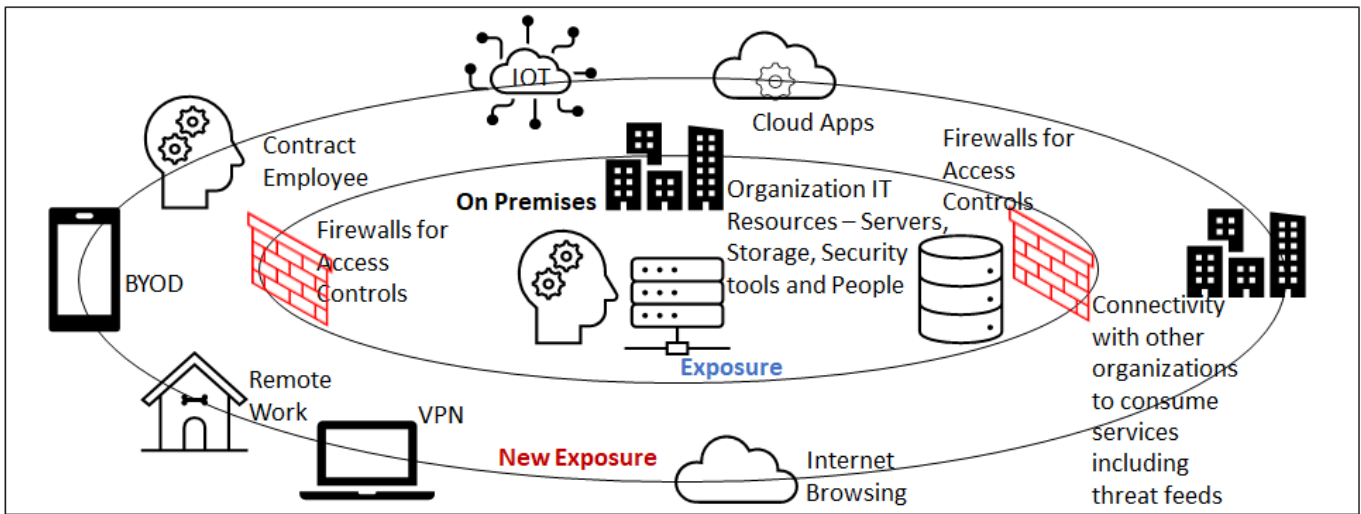 IOT
Cloud Apps
Contract
Employee
Firewalls for
Access
Controls
On Premises
Organization IT
Resources – Servers,
Storage, Security
tools and People
Firewalls for
Access
Controls
BYOD
Exposure
Connectivity
with other
organizations
to consume
services
including
threat feeds
Remote
Work
VPN
New Exposure
Internet
Browsing